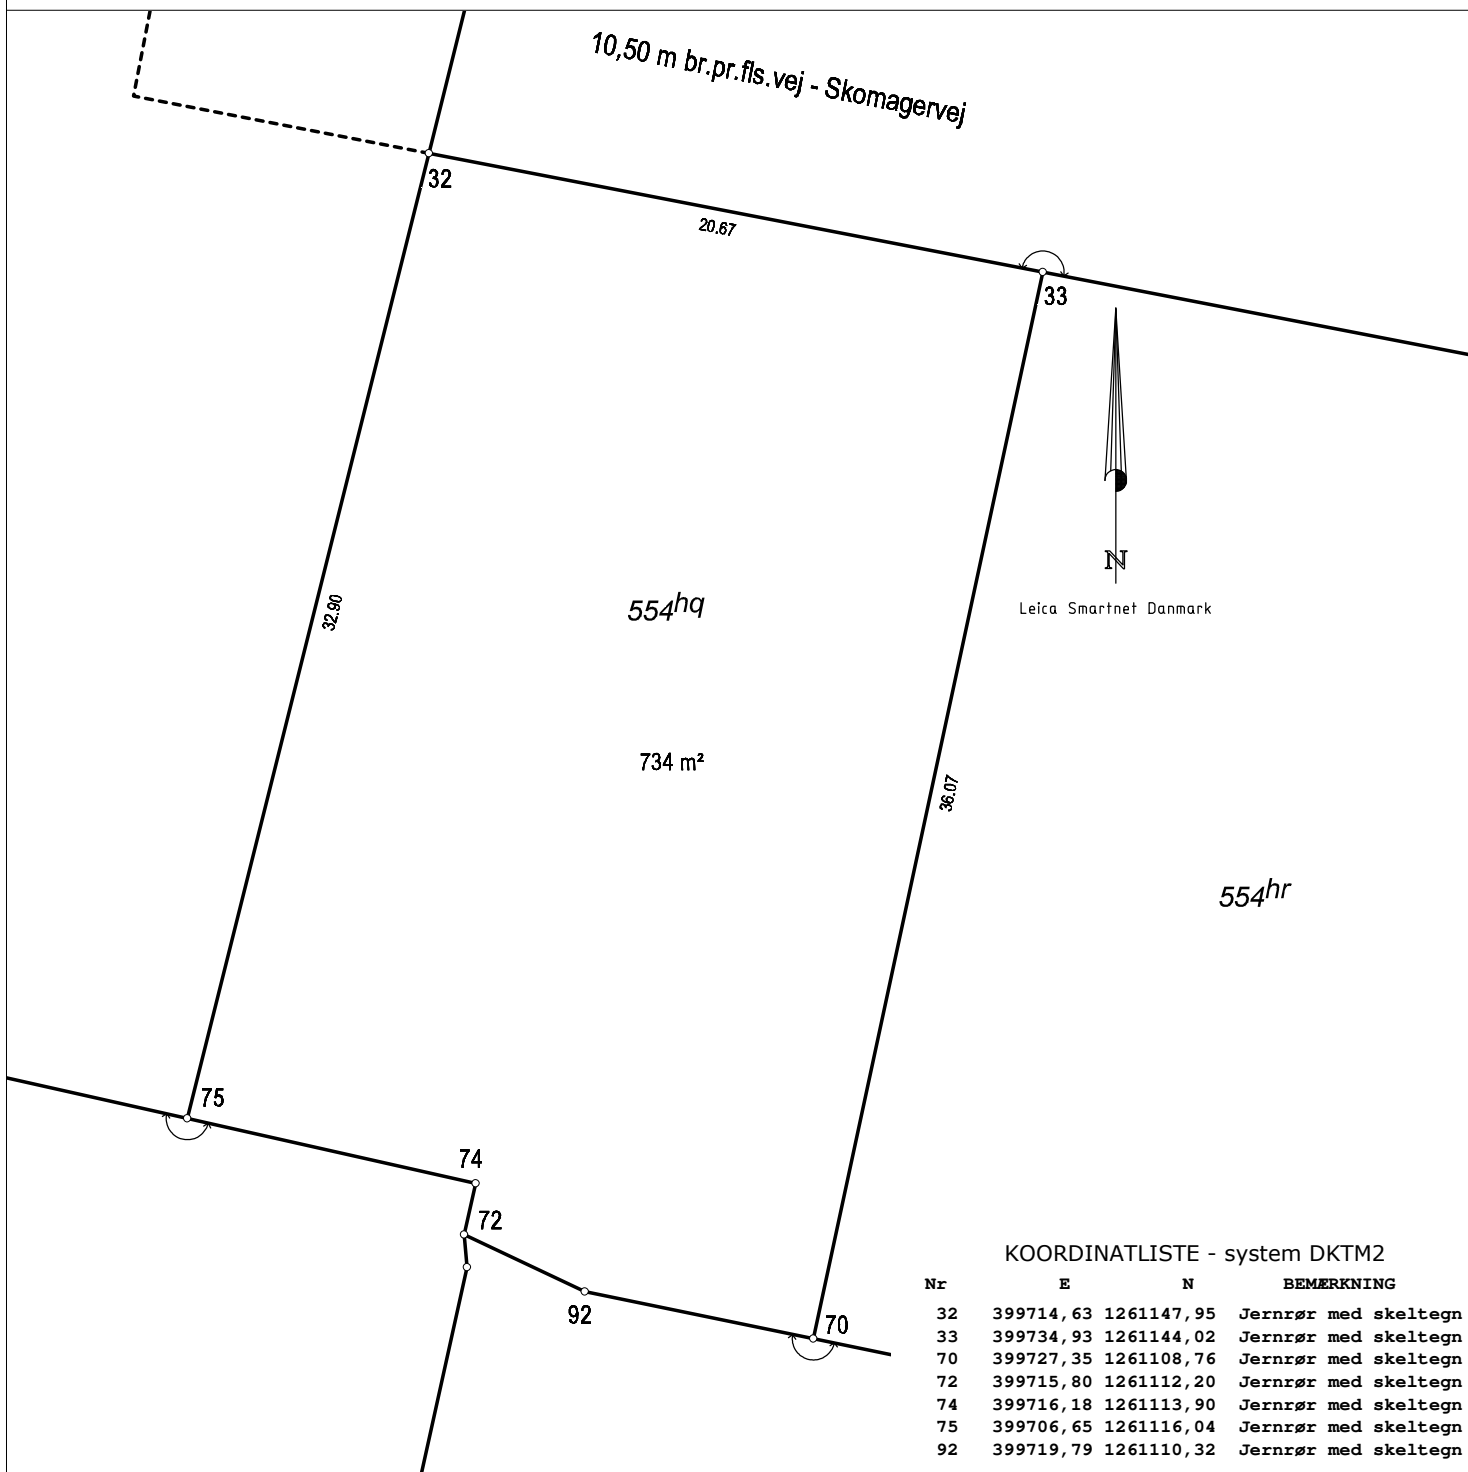 10,50 m br.pr.fls.vej - Skomagervej
32
20.67
33
N
Leica Smartnet Danmark
32.90
554hq
734 m²
36.07
554hr
75
74
72
92
70
KOORDINATLISTE - system DKTM2
Nr E N BEMÆRKNING
32 399714,63 1261147,95 Jernrør med skeltegn
33 399734,93 1261144,02 Jernrør med skeltegn
70 399727,35 1261108,76 Jernrør med skeltegn
72 399715,80 1261112,20 Jernrør med skeltegn
74 399716,18 1261113,90 Jernrør med skeltegn
75 399706,65 1261116,04 Jernrør med skeltegn
92 399719,79 1261110,32 Jernrør med skeltegn